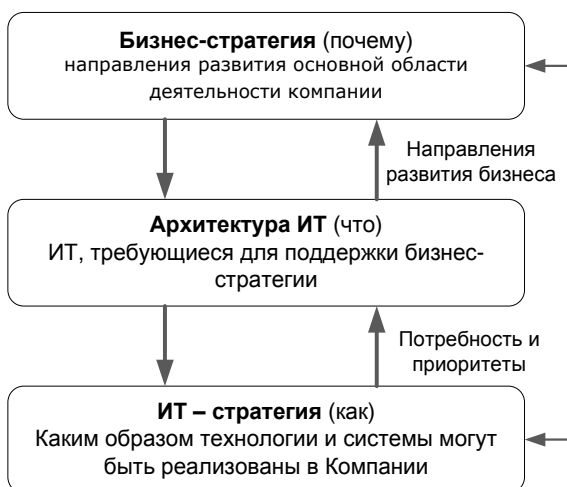 Бизнес-стратегия (почему)
направления развития основной области
деятельности компании
Направления
развития бизнеса
Архитектура ИТ (что)
ИТ, требующиеся для поддержки бизнес-
стратегии
Потребность и
приоритеты
ИТ – стратегия (как)
Каким образом технологии и системы могут
быть реализованы в Компании